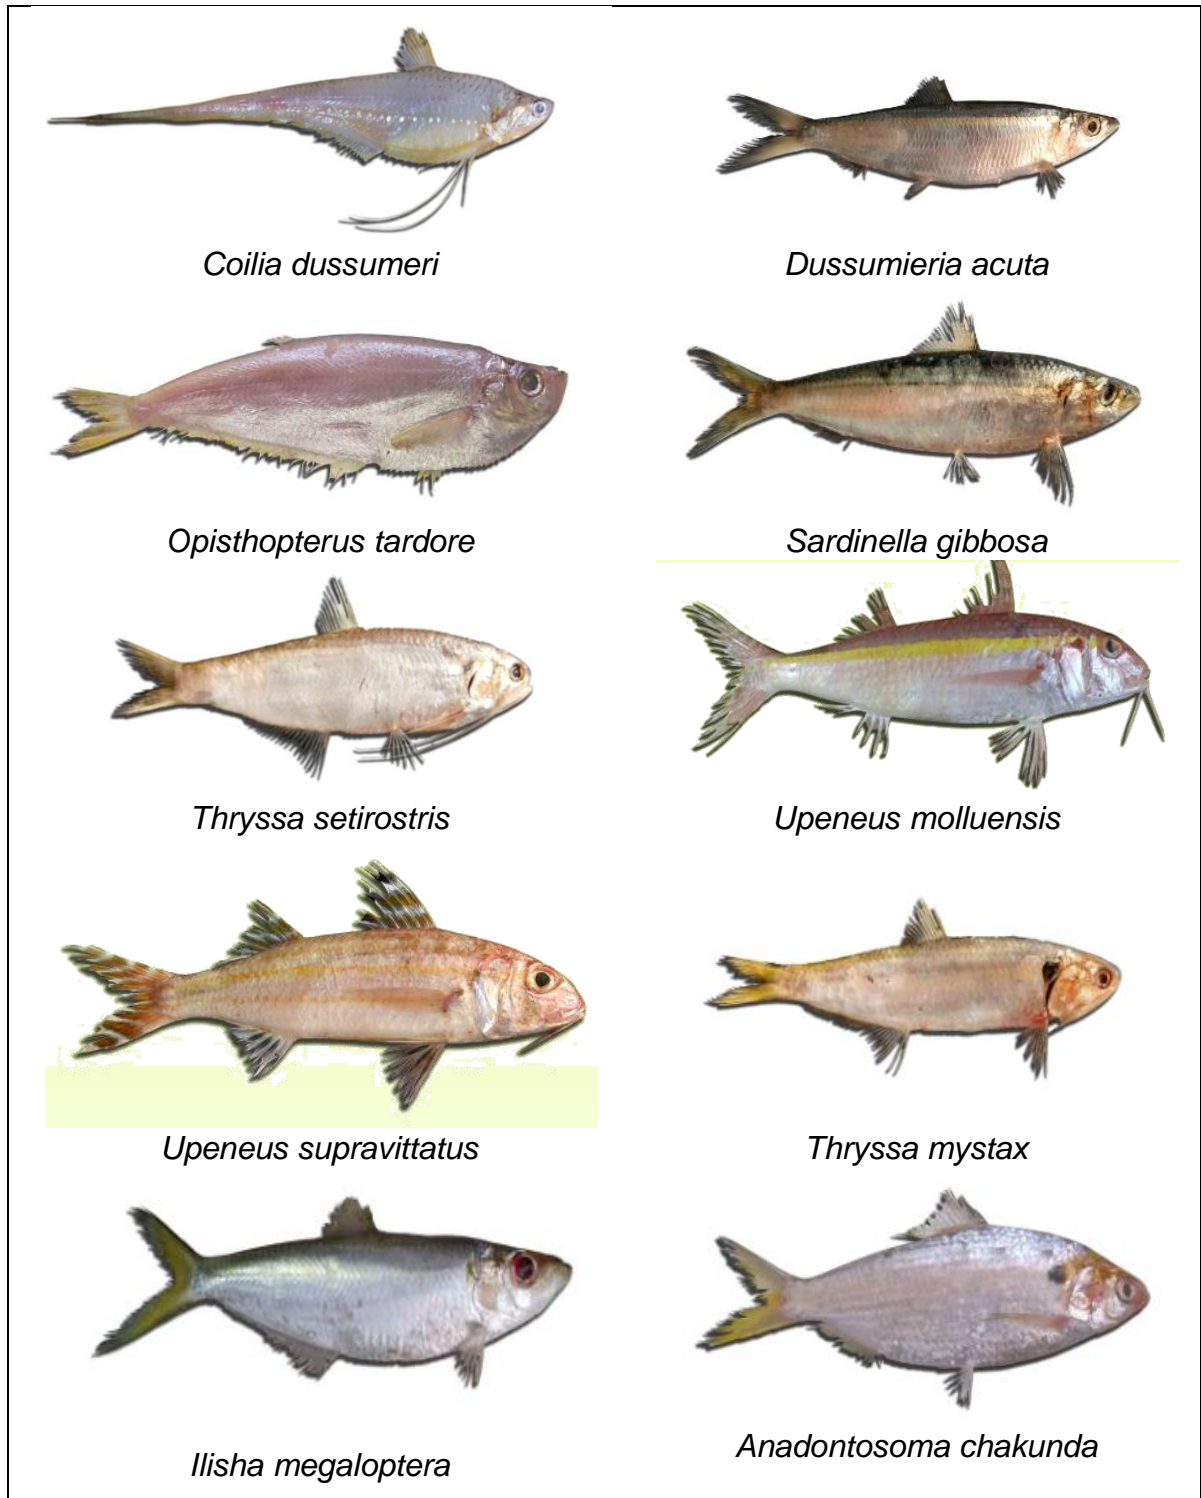 Coilia dussumeri
Dussumieria acuta
Opisthopterus tardore
Sardinella gibbosa
Thryssa setirostris
Upeneus molluensis
Upeneus supravittatus
Thryssa mystax
Ilisha megaloptera
Anadontosoma chakunda